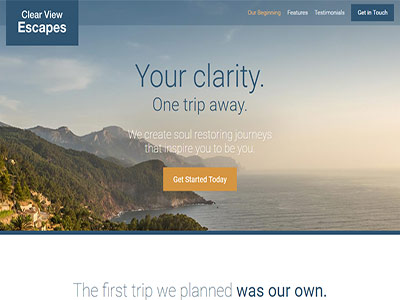 Clear View
Escapes
Our Beginning Features Testimonials Get in Touch
Your clarity.
One trip away.
We create soul restoring journeys
that inspire you to be you.
Get Started Today
The first trip we planned was our own.